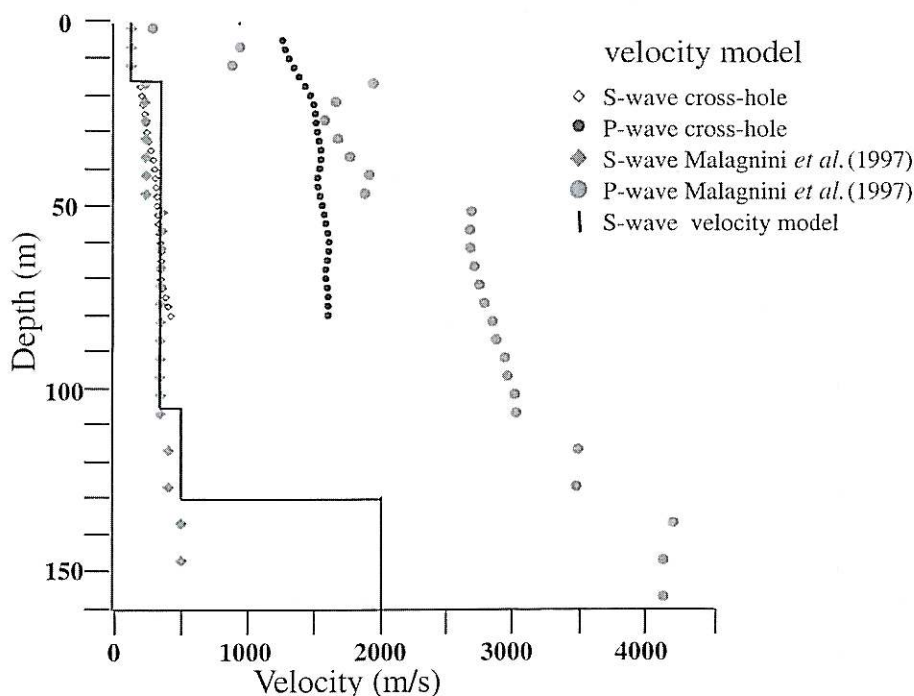 velocity model
S-wave cross-hole
P-wave cross-hole
S-wave Malagnini et al. (1997)
P-wave Malagnini et al. (1997)
S-wave velocity model
Depth (m)
0
50
100
150
0
1000
2000
3000
4000
Velocity (m/s)